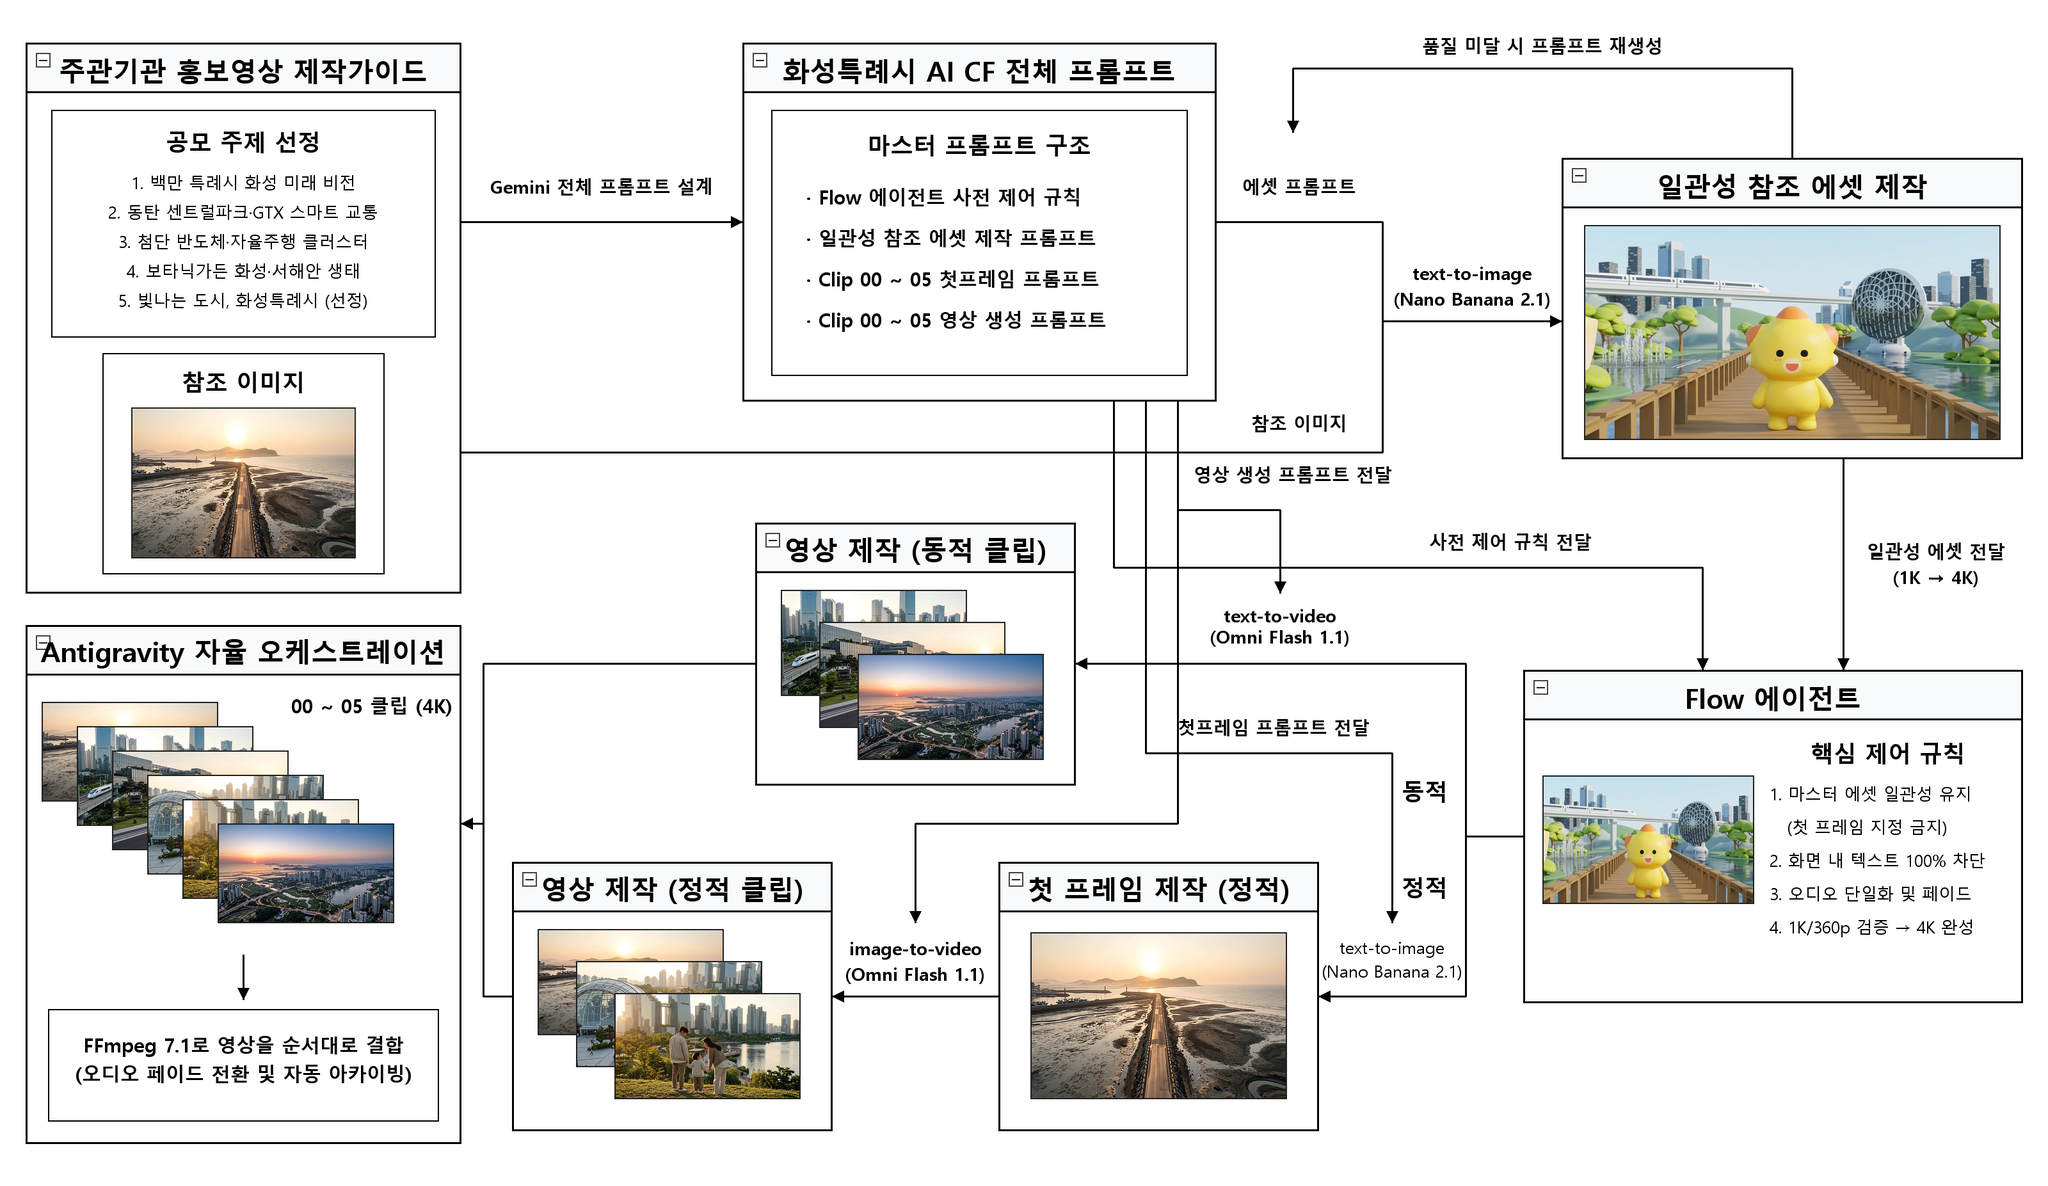 주관기관 홍보영상 제작가이드
공모 주제 선정
1. 백만 특례시 화성 미래 비전
2. 동탄 센트럴파크·GTX 스마트 교통
3. 첨단 반도체·자율주행 클러스터
4. 보타닉가든 화성·서해안 생태
5. 빛나는 도시, 화성특례시 (선정)
참조 이미지
Gemini 전체 프롬프트 설계
화성특례시 AI CF 전체 프롬프트
마스터 프롬프트 구조
· Flow 에이전트 사전 제어 규칙
· 일관성 참조 에셋 제작 프롬프트
· Clip 00 ~ 05 첫프레임 프롬프트
· Clip 00 ~ 05 영상 생성 프롬프트
품질 미달 시 프롬프트 재생성
에셋 프롬프트
text-to-image
(Nano Banana 2.1)
참조 이미지
일관성 참조 에셋 제작
영상 생성 프롬프트 전달
사전 제어 규칙 전달
일관성 에셋 전달
(1K → 4K)
영상 제작 (동적 클립)
text-to-video
(Omni Flash 1.1)
첫프레임 프롬프트 전달
동적
정적
Flow 에이전트
핵심 제어 규칙
1. 마스터 에셋 일관성 유지
(첫 프레임 지정 금지)
2. 화면 내 텍스트 100% 차단
3. 오디오 단일화 및 페이드
4. 1K/360p 검증 → 4K 완성
text-to-image
(Nano Banana 2.1)
첫 프레임 제작 (정적)
image-to-video
(Omni Flash 1.1)
영상 제작 (정적 클립)
Antigravity 자율 오케스트레이션
00 ~ 05 클립 (4K)
FFmpeg 7.1로 영상을 순서대로 결합
(오디오 페이드 전환 및 자동 아카이빙)